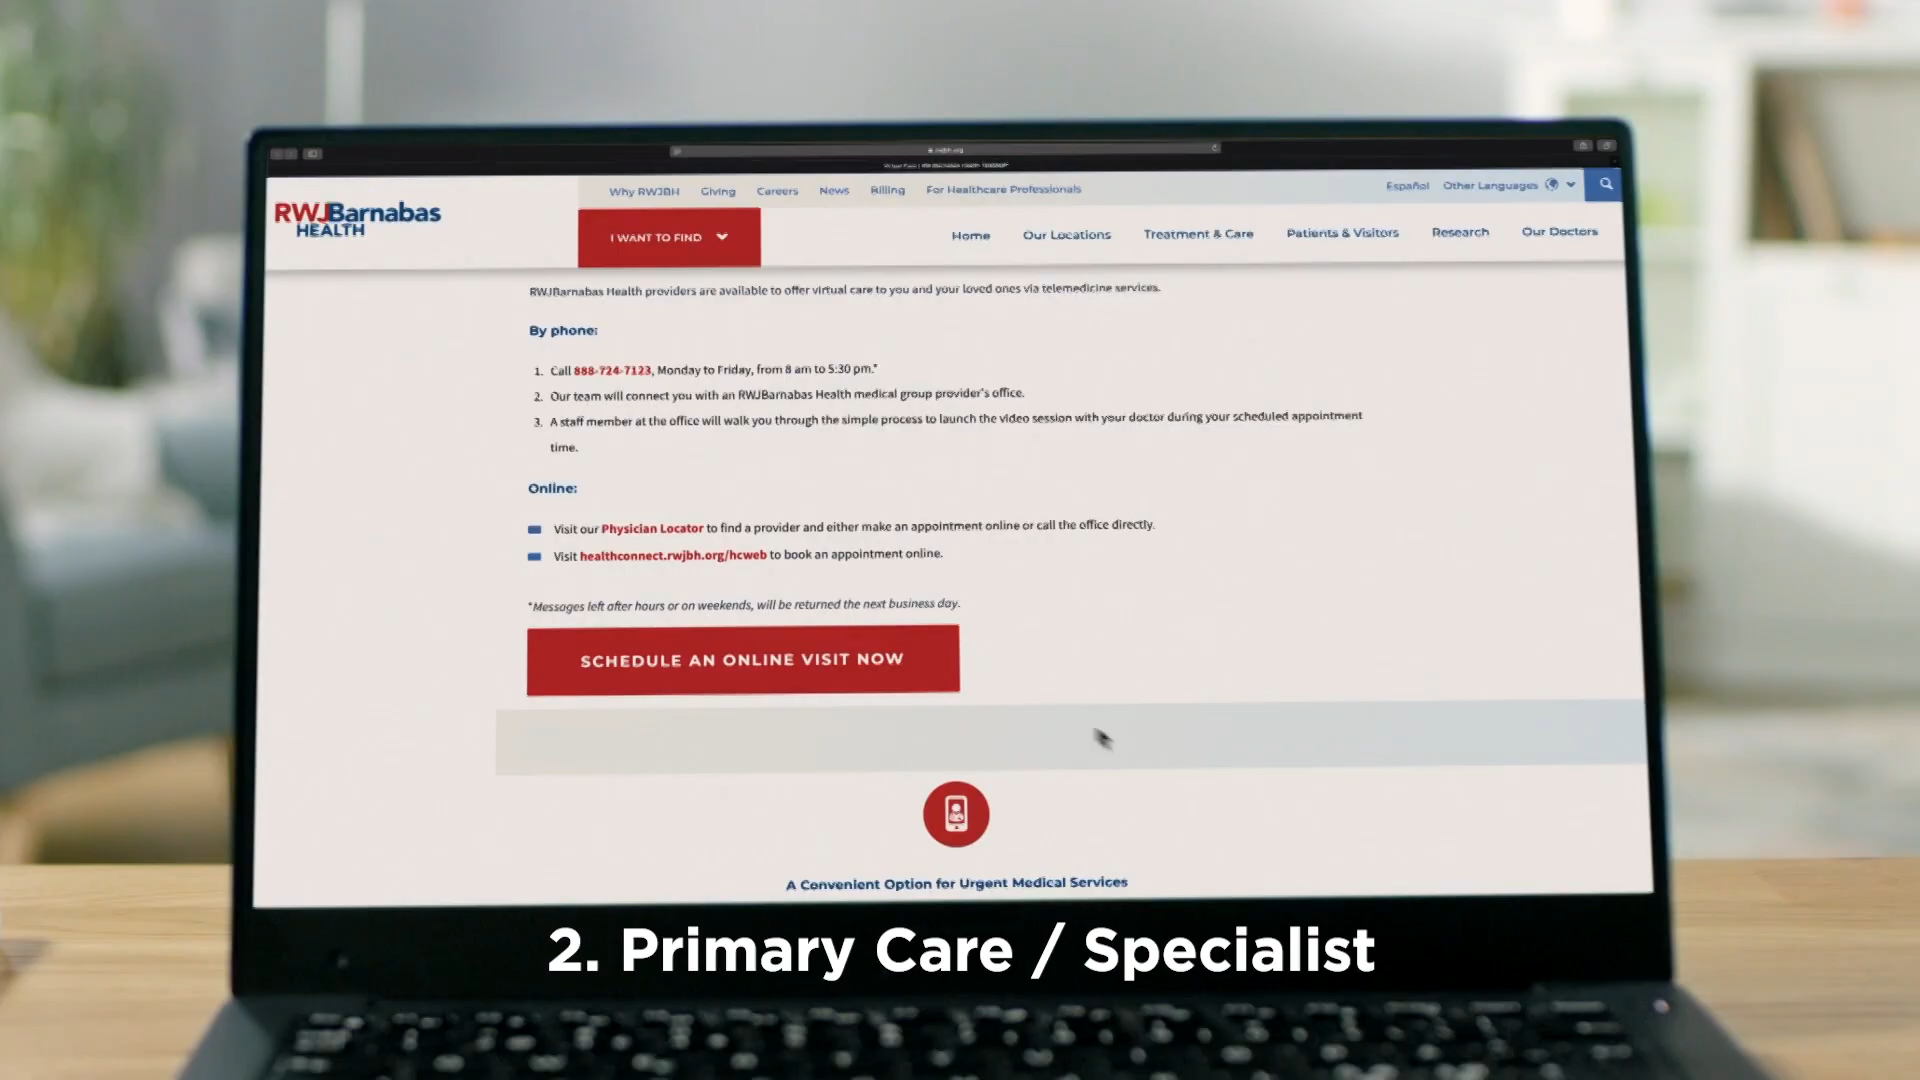 rwjbh.org
Why RWJBH Giving Careers News Billing For Healthcare Professionals
Español Other Languages
RWJBarnabas
HEALTH
I WANT TO FIND
Home Our Locations Treatment & Care Patients & Visitors Research Our Doctors
RWJBarnabas Health providers are available to offer virtual care to you and your loved ones via telemedicine services.
By phone:
1. Call 888-724-7123, Monday to Friday, from 8 am to 5:30 pm.*
2. Our team will connect you with an RWJBarnabas Health medical group provider's office.
3. A staff member at the office will walk you through the simple process to launch the video session with your doctor during your scheduled appointment
time.
Online:
Visit our Physician Locator to find a provider and either make an appointment online or call the office directly.
Visit healthconnect.rwjbh.org/hcweb to book an appointment online.
*Messages left after hours or on weekends, will be returned the next business day.
SCHEDULE AN ONLINE VISIT NOW
A Convenient Option for Urgent Medical Services
2. Primary Care / Specialist